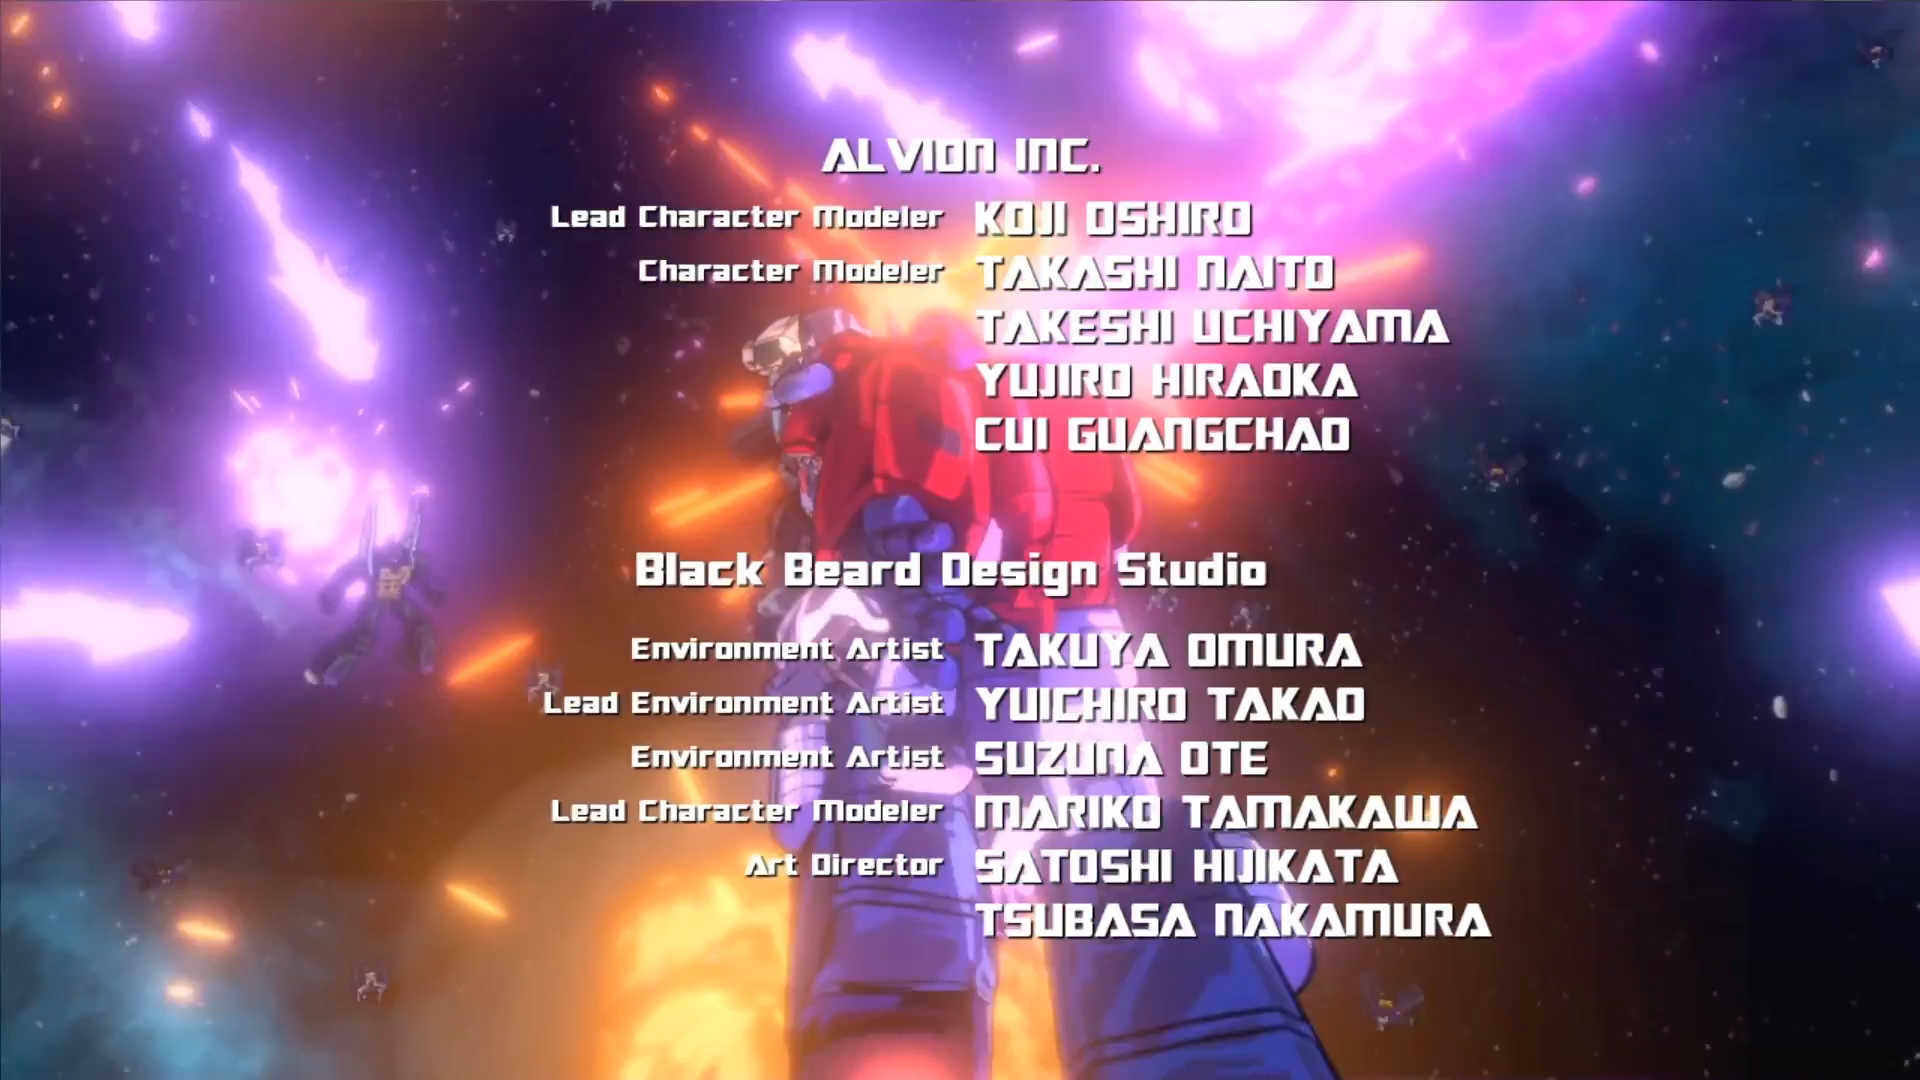 ALVION INC.
Lead Character Modeler KOJI OSHIRO
Character Modeler TAKASHI NAITO
TAKESHI UCHIYAMA
YUJIRO HIRAOKA
CUI GUANGCHAO
Black Beard Design Studio
Environment Artist TAKUYA OMURA
Lead Environment Artist YUICHIRO TAKAO
Environment Artist SUZUNA OTE
Lead Character Modeler MARIKO TAMAKAWA
Art Director SATOSHI HIJIKATA
TSUBASA NAKAMURA